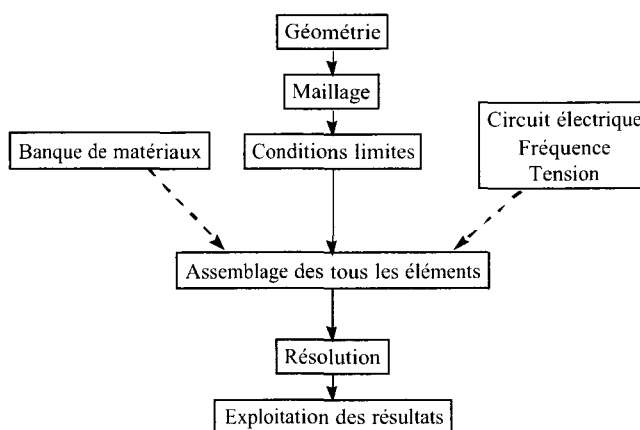 Géométrie
Maillage
Banque de matériaux
Conditions limites
Circuit électrique
Fréquence
Tension
Assemblage des tous les éléments
Résolution
Exploitation des résultats